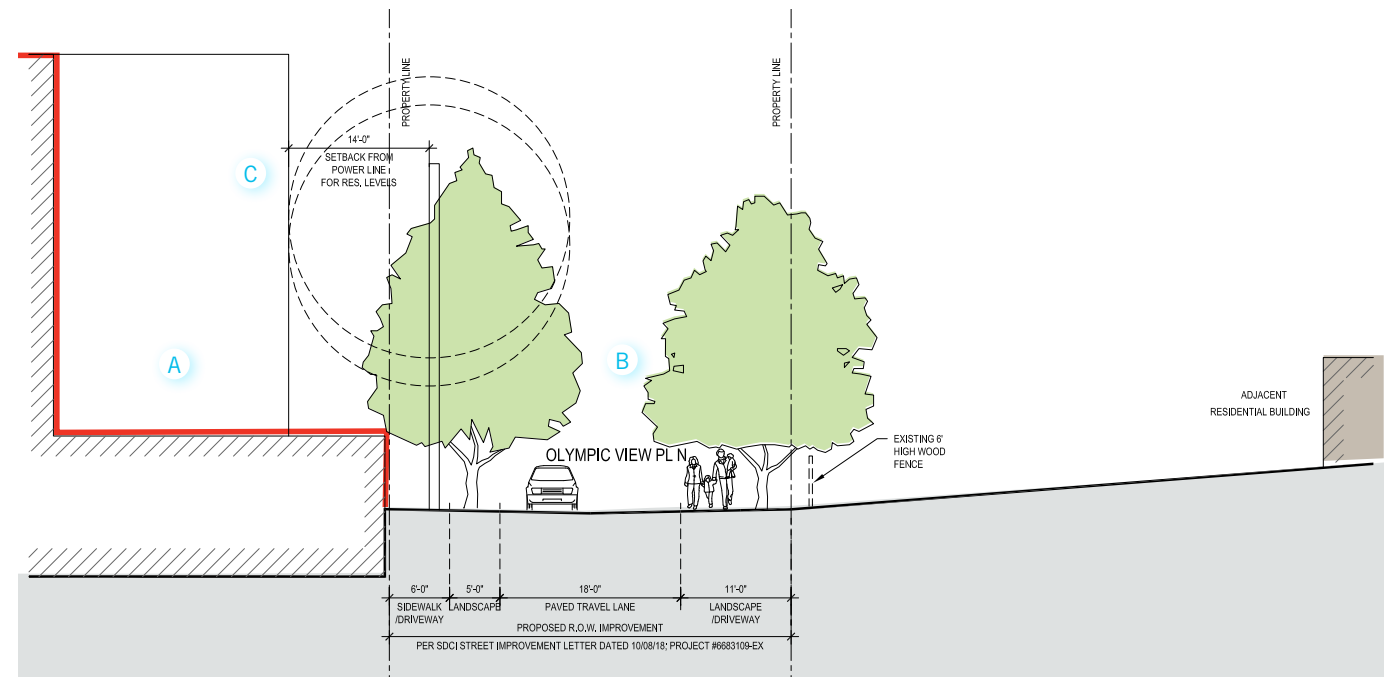 PROPERTY LINE
PROPERTY LINE
14'-0"
SETBACK FROM
POWER LINE
FOR RES. LEVELS
C
A
B
ADJACENT
RESIDENTIAL BUILDING
EXISTING 6'
HIGH WOOD
FENCE
OLYMPIC VIEW PL N
6'-0"
5'-0"
18'-0"
11'-0"
SIDEWALK
/DRIVEWAY
LANDSCAPE
PAVED TRAVEL LANE
LANDSCAPE
/DRIVEWAY
PROPOSED R.O.W. IMPROVEMENT
PER SDCI STREET IMPROVEMENT LETTER DATED 10/08/18; PROJECT #6683109-EX